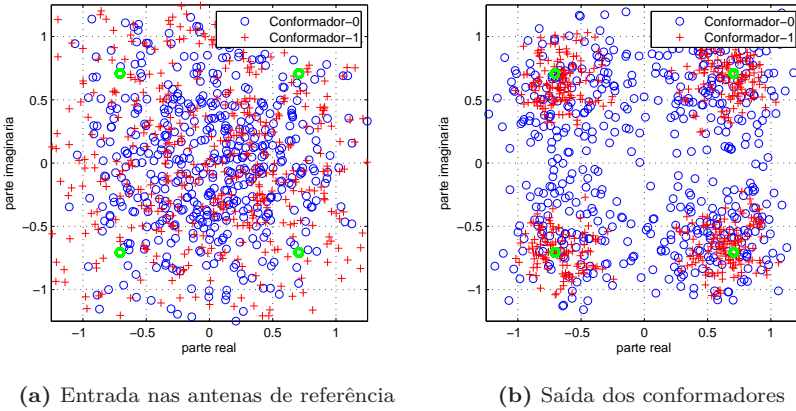 Conformador-0
Conformador-1
1
0.5
0
−0.5
−1
−1
−0.5
0
0.5
1
parte real
parte imaginaria
Conformador-0
Conformador-1
1
0.5
0
−0.5
−1
−1
−0.5
0
0.5
1
parte real
parte imaginaria
(a) Entrada nas antenas de referência
(b) Saída dos conformadores